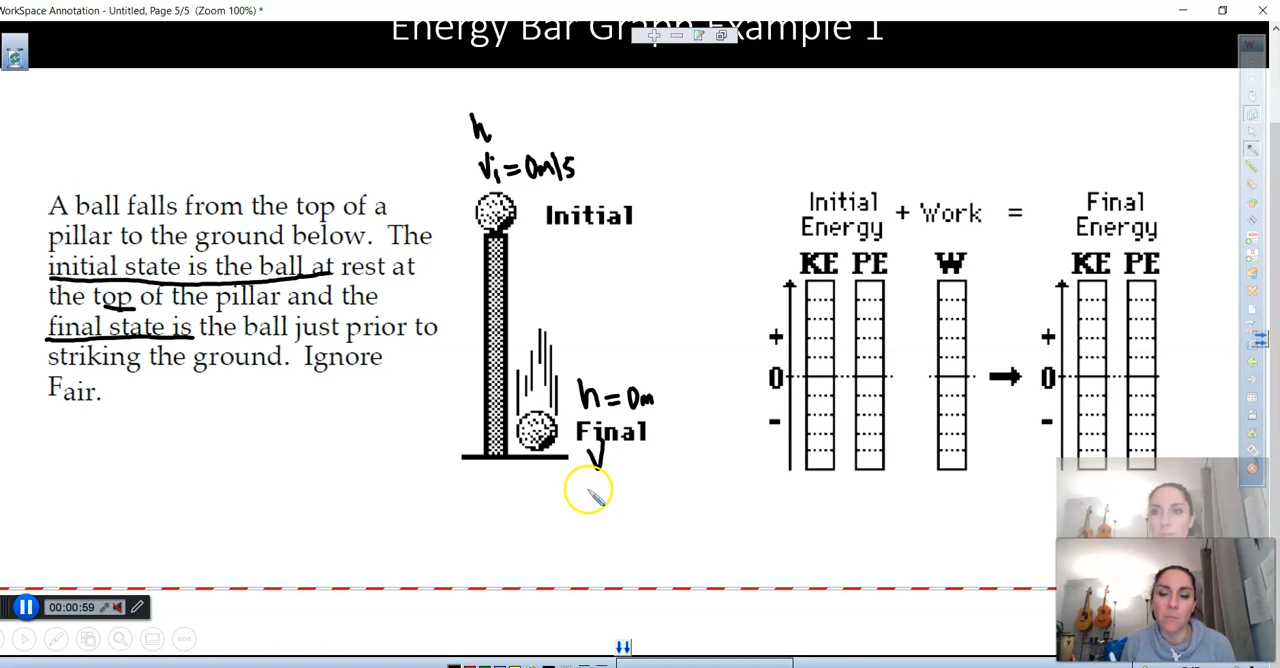 WorkSpace Annotation - Untitled, Page 5/5 (Zoom 100%) *
Energy Bar Graph Example 1
h
Vi = 0m/s
A ball falls from the top of a
pillar to the ground below. The
initial state is the ball at rest at
the top of the pillar and the
final state is the ball just prior to
striking the ground. Ignore
Fair.
Initial
h = 0m
Final
V
Initial
Energy
+ Work
=
Final
Energy
KE PE W KE PE
+ +
0 0
- -
00:00:59